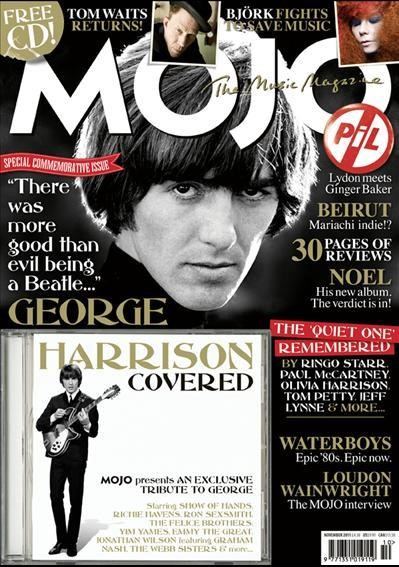 FREE CD!
TOM WAITS
RETURNS!
BJÖRK FIGHTS
TO SAVE MUSIC
MOJO
The Music Magazine
SPECIAL COMMEMORATIVE ISSUE
"There
was
more
good than
evil being
a Beatle..."
GEORGE
PiL
Lydon meets
Ginger Baker
BEIRUT
Mariachi indie!?
30 PAGES OF
REVIEWS
NOEL
His new album.
The verdict is in!
HARRISON
COVERED
MOJO presents AN EXCLUSIVE
TRIBUTE TO GEORGE
Starring SHOW OF HANDS,
RICHIE HAVENS, RON SEXSMITH,
THE FELICE BROTHERS,
YIM YAMES, EMMY THE GREAT,
JONATHAN WILSON featuring GRAHAM
NASH, THE WEBB SISTERS & more...
THE 'QUIET ONE'
REMEMBERED
BY RINGO STARR,
PAUL McCARTNEY,
OLIVIA HARRISON,
TOM PETTY, JEFF
LYNNE & MORE...
WATERBOYS
Epic '80s. Epic now.
LOUDON
WAINWRIGHT
The MOJO interview
NOVEMBER 2011
10
9 771351 019119